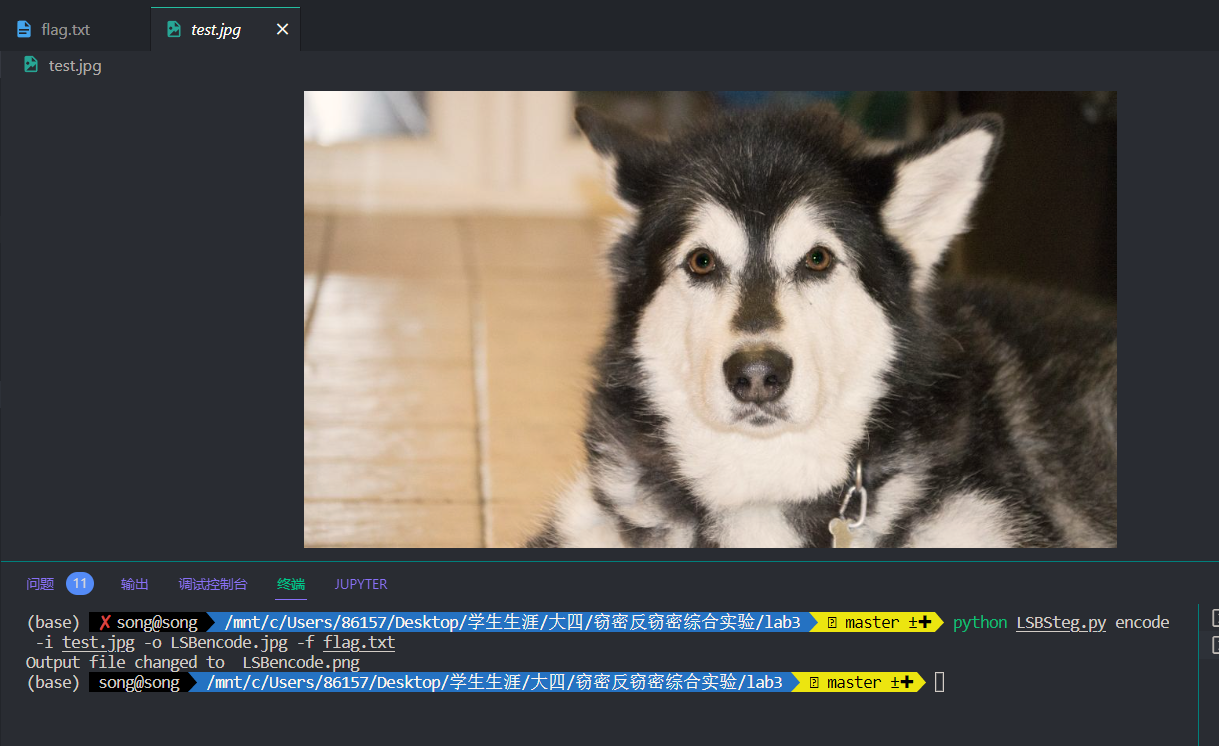 flag.txt test.jpg
test.jpg
问题 11 输出 调试控制台 终端 JUPYTER
(base) ✗ song@song /mnt/c/Users/86157/Desktop/学生生涯/大四/窃密反窃密综合实验/lab3 master ±✚ python LSBSteg.py encode
-i test.jpg -o LSBencode.jpg -f flag.txt
Output file changed to LSBencode.png
(base) song@song /mnt/c/Users/86157/Desktop/学生生涯/大四/窃密反窃密综合实验/lab3 master ±✚